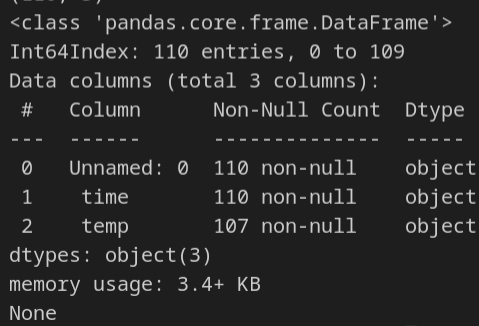 <class 'pandas.core.frame.DataFrame'>
Int64Index: 110 entries, 0 to 109
Data columns (total 3 columns):
 #   Column      Non-Null Count  Dtype
---  ------      --------------  -----
 0   Unnamed: 0  110 non-null    object
 1    time       110 non-null    object
 2    temp       107 non-null    object
dtypes: object(3)
memory usage: 3.4+ KB
None